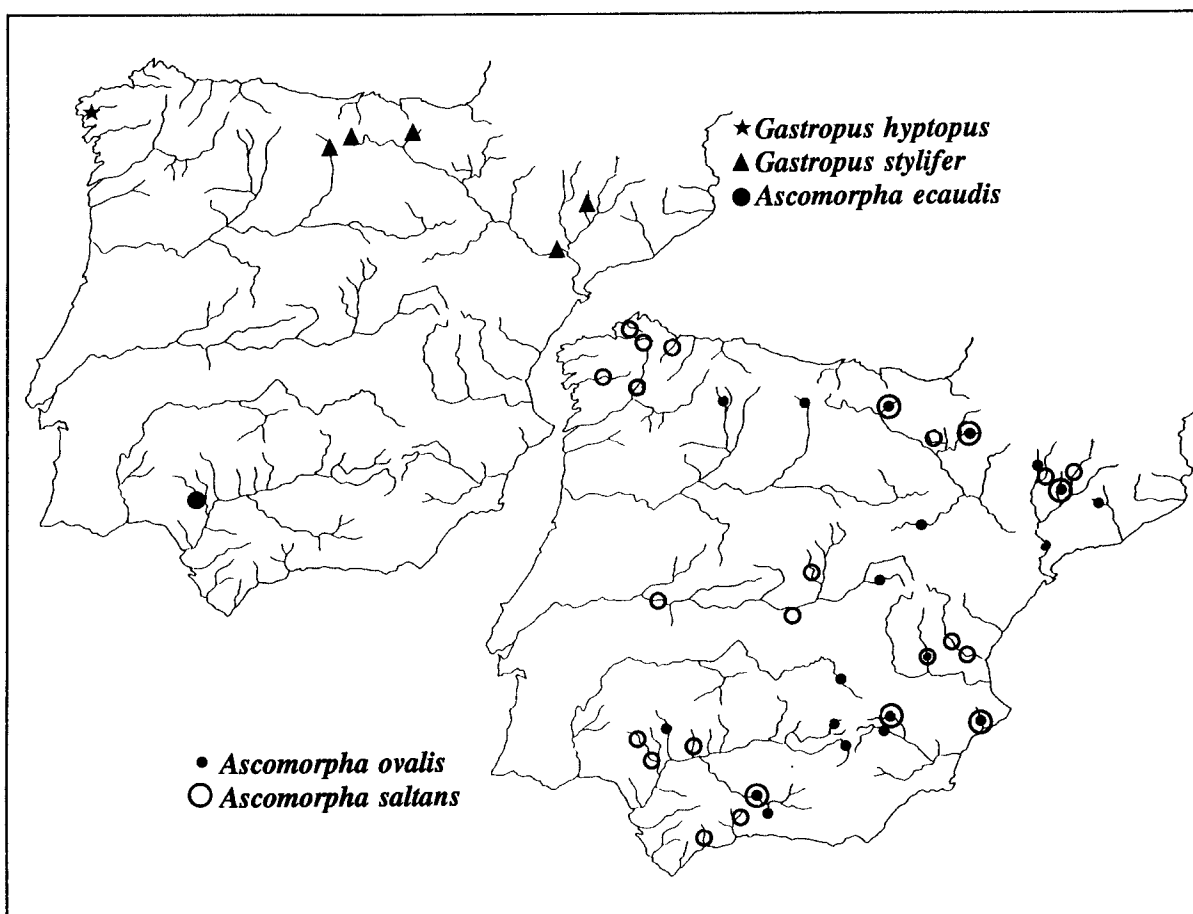 ★ Gastropus hyptopus
▲ Gastropus stylifer
● Ascomorpha ecaudis
● Ascomorpha ovalis
○ Ascomorpha saltans